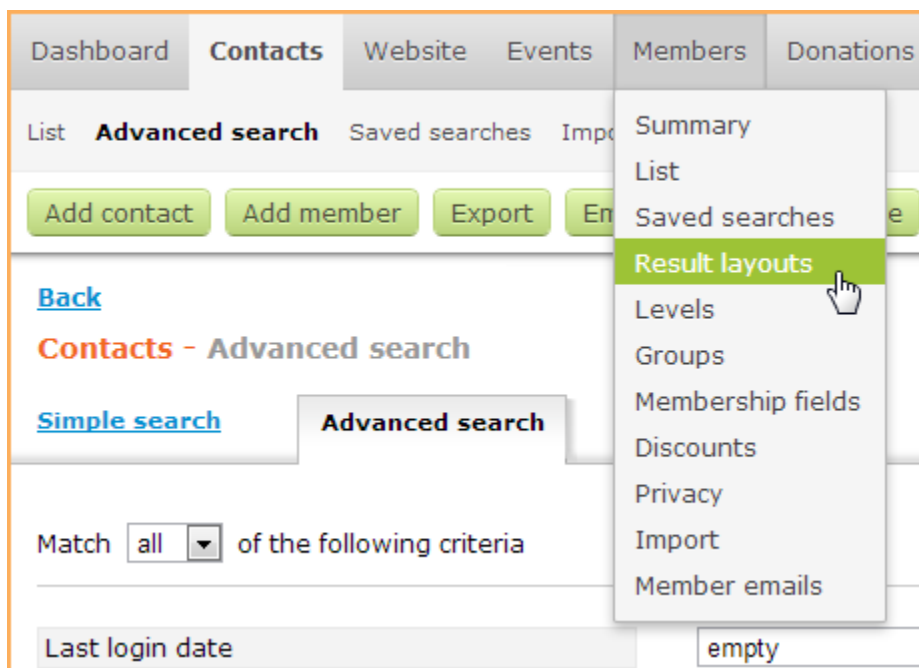 Dashboard Contacts Website Events Members Donations
List Advanced search Saved searches
Add contact Add member Export
Summary
List
Saved searches
Result layouts
Levels
Groups
Membership fields
Discounts
Privacy
Import
Member emails
Back
Contacts - Advanced search
Simple search Advanced search
Match all of the following criteria
Last login date empty